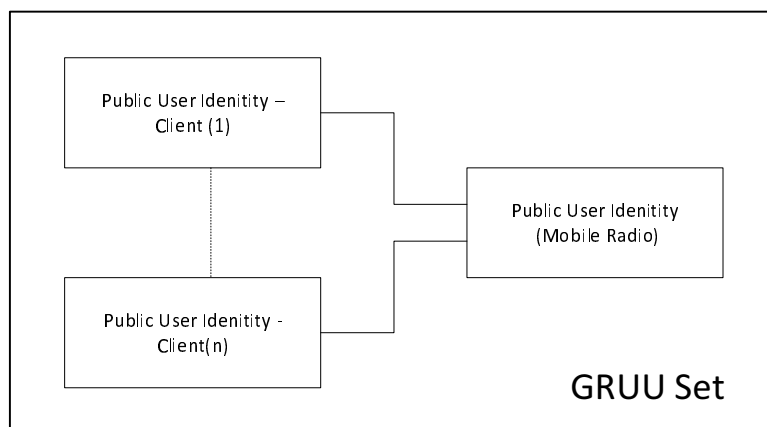 Public User Idenitity –
Client (1)
Public User Idenitity
(Mobile Radio)
Public User Idenitity -
Client(n)
GRUU Set